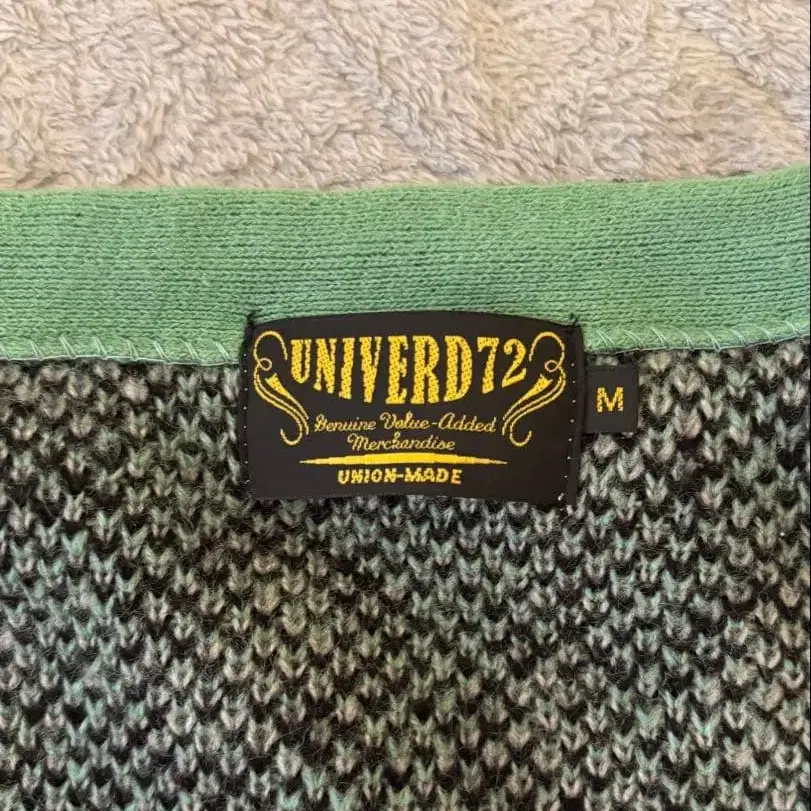 UNIVERD72
Genuine Value-Added
Merchandise
UNION-MADE
M